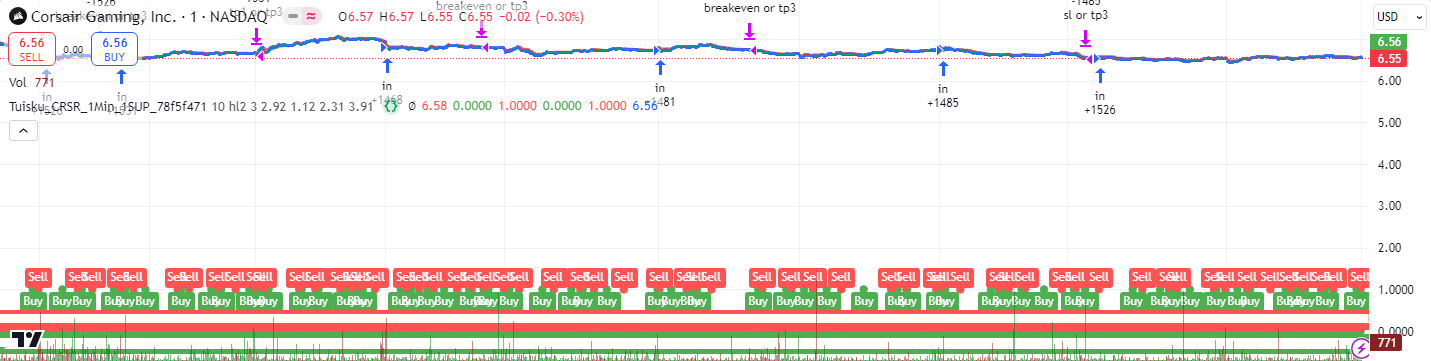 -1526
Corsair Gaming, Inc. · 1 · NASDAQ O6.57 H6.57 L6.55 C6.55 −0.02 (−0.30%)
breakeven or tp3
breakeven or tp3
-1485
sl or tp3
USD
6.56
SELL
0.00
6.56
BUY
6.56
6.55
Vol 771
6.00
Tuisku_CRSR_1Min_1SUP_78f5f471 10 hl2 3 2.92 1.12 2.31 3.91 Ø 6.58 0.0000 1.0000 0.0000 1.0000 6.56
in
+1468
in
+1481
in
+1485
in
+1526
5.00
4.00
3.00
2.00
1.0000
0.0000
771
Sell
Buy